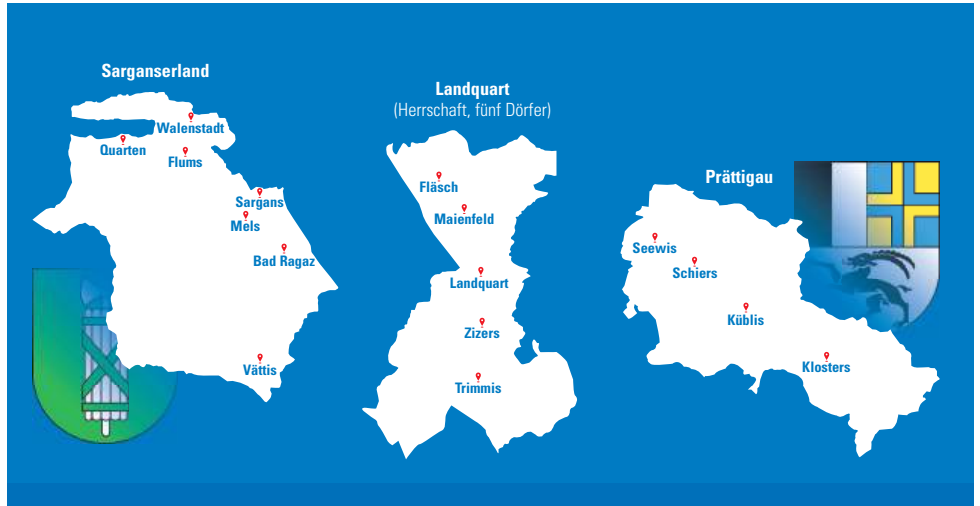 Sarganserland
Walenstadt
Quarten
Flums
Sargans
Mels
Bad Ragaz
Vättis
Landquart
(Herrschaft, fünf Dörfer)
Fläsch
Maienfeld
Landquart
Zizers
Trimmis
Prättigau
Seewis
Schiers
Küblis
Klosters